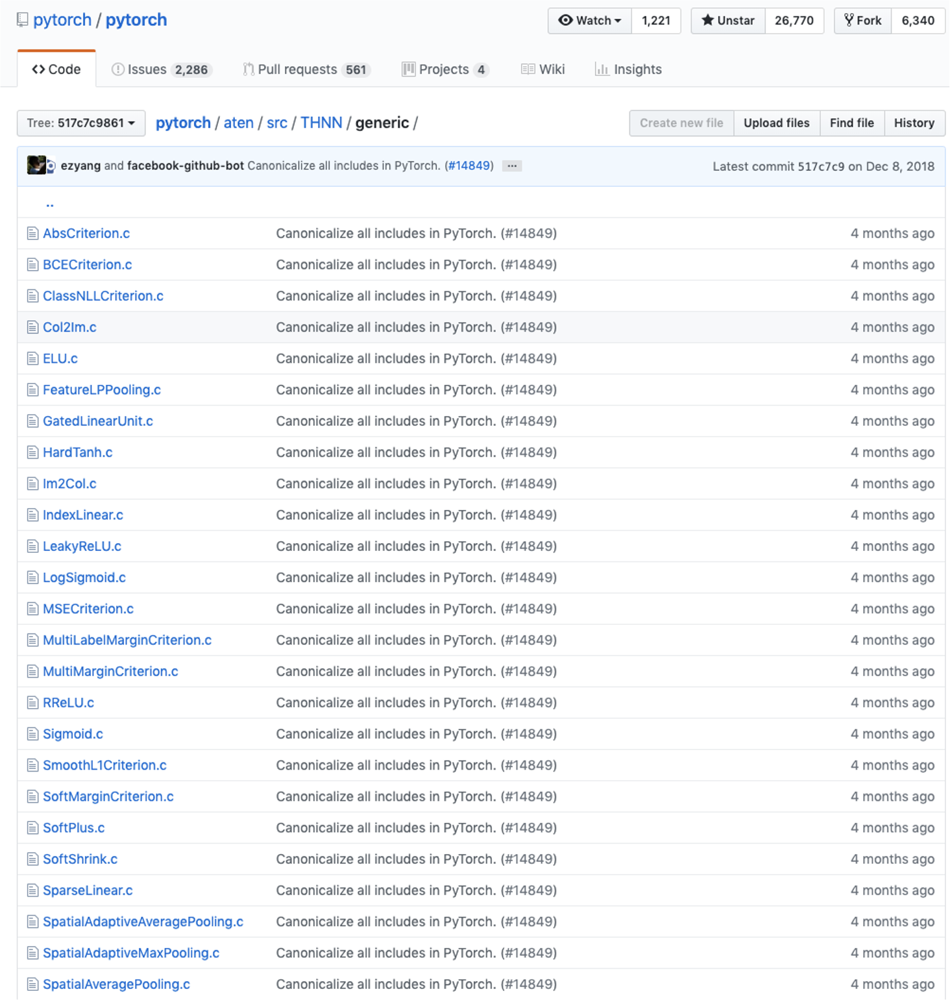 pytorch / pytorch Watch 1,221 Unstar 26,770 Fork 6,340
Code Issues 2,286 Pull requests 561 Projects 4 Wiki Insights
Tree: 517c7c9861 pytorch / aten / src / THNN / generic / Create new file Upload files Find file History
ezyang and facebook-github-bot Canonicalize all includes in PyTorch. (#14849) ... Latest commit 517c7c9 on Dec 8, 2018
..
AbsCriterion.c Canonicalize all includes in PyTorch. (#14849) 4 months ago
BCECriterion.c Canonicalize all includes in PyTorch. (#14849) 4 months ago
ClassNLLCriterion.c Canonicalize all includes in PyTorch. (#14849) 4 months ago
Col2Im.c Canonicalize all includes in PyTorch. (#14849) 4 months ago
ELU.c Canonicalize all includes in PyTorch. (#14849) 4 months ago
FeatureLPPooling.c Canonicalize all includes in PyTorch. (#14849) 4 months ago
GatedLinearUnit.c Canonicalize all includes in PyTorch. (#14849) 4 months ago
HardTanh.c Canonicalize all includes in PyTorch. (#14849) 4 months ago
Im2Col.c Canonicalize all includes in PyTorch. (#14849) 4 months ago
IndexLinear.c Canonicalize all includes in PyTorch. (#14849) 4 months ago
LeakyReLU.c Canonicalize all includes in PyTorch. (#14849) 4 months ago
LogSigmoid.c Canonicalize all includes in PyTorch. (#14849) 4 months ago
MSECriterion.c Canonicalize all includes in PyTorch. (#14849) 4 months ago
MultiLabelMarginCriterion.c Canonicalize all includes in PyTorch. (#14849) 4 months ago
MultiMarginCriterion.c Canonicalize all includes in PyTorch. (#14849) 4 months ago
RReLU.c Canonicalize all includes in PyTorch. (#14849) 4 months ago
Sigmoid.c Canonicalize all includes in PyTorch. (#14849) 4 months ago
SmoothL1Criterion.c Canonicalize all includes in PyTorch. (#14849) 4 months ago
SoftMarginCriterion.c Canonicalize all includes in PyTorch. (#14849) 4 months ago
SoftPlus.c Canonicalize all includes in PyTorch. (#14849) 4 months ago
SoftShrink.c Canonicalize all includes in PyTorch. (#14849) 4 months ago
SparseLinear.c Canonicalize all includes in PyTorch. (#14849) 4 months ago
SpatialAdaptiveAveragePooling.c Canonicalize all includes in PyTorch. (#14849) 4 months ago
SpatialAdaptiveMaxPooling.c Canonicalize all includes in PyTorch. (#14849) 4 months ago
SpatialAveragePooling.c Canonicalize all includes in PyTorch. (#14849) 4 months ago